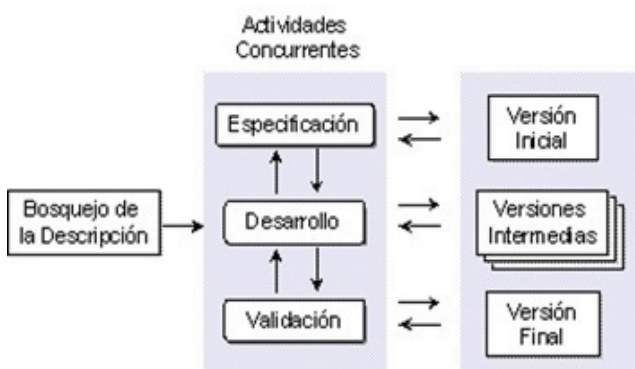 Actividades
Concurrentes
Especificación
Versión
Inicial
Bosquejo de
la Descripción
Desarrollo
Versiones
Intermedias
Validación
Versión
Final